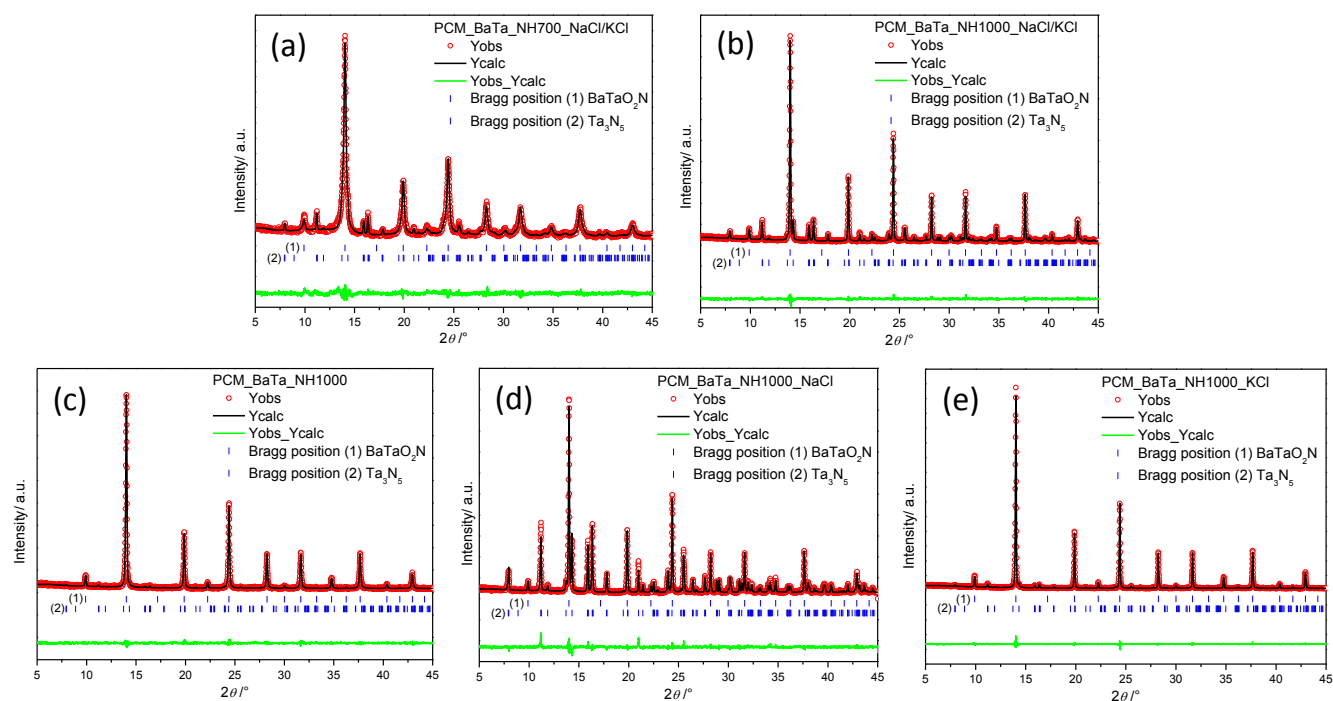 (a)
PCM_BaTa_NH700_NaCl/KCl
Yobs
Ycalc
Yobs_Ycalc
Bragg position (1) BaTaO₂N
Bragg position (2) Ta₃N₅
Intensity/ a.u.
(1)
(2)
5 10 15 20 25 30 35 40 45
2θ /°
(b)
PCM_BaTa_NH1000_NaCl/KCl
Yobs
Ycalc
Yobs_Ycalc
Bragg position (1) BaTaO₂N
Bragg position (2) Ta₃N₅
Intensity/ a.u.
(1)
(2)
5 10 15 20 25 30 35 40 45
2θ /°
(c)
PCM_BaTa_NH1000
Yobs
Ycalc
Yobs_Ycalc
Bragg position (1) BaTaO₂N
Bragg position (2) Ta₃N₅
Intensity/ a.u.
(1)
(2)
5 10 15 20 25 30 35 40 45
2θ /°
(d)
PCM_BaTa_NH1000_NaCl
Yobs
Ycalc
Yobs_Ycalc
Bragg position (1) BaTaO₂N
Bragg position (2) Ta₃N₅
Intensity/ a.u.
(1)
(2)
5 10 15 20 25 30 35 40 45
2θ /°
(e)
PCM_BaTa_NH1000_KCl
Yobs
Ycalc
Yobs_Ycalc
Bragg position (1) BaTaO₂N
Bragg position (2) Ta₃N₅
Intensity/ a.u.
(1)
(2)
5 10 15 20 25 30 35 40 45
2θ /°